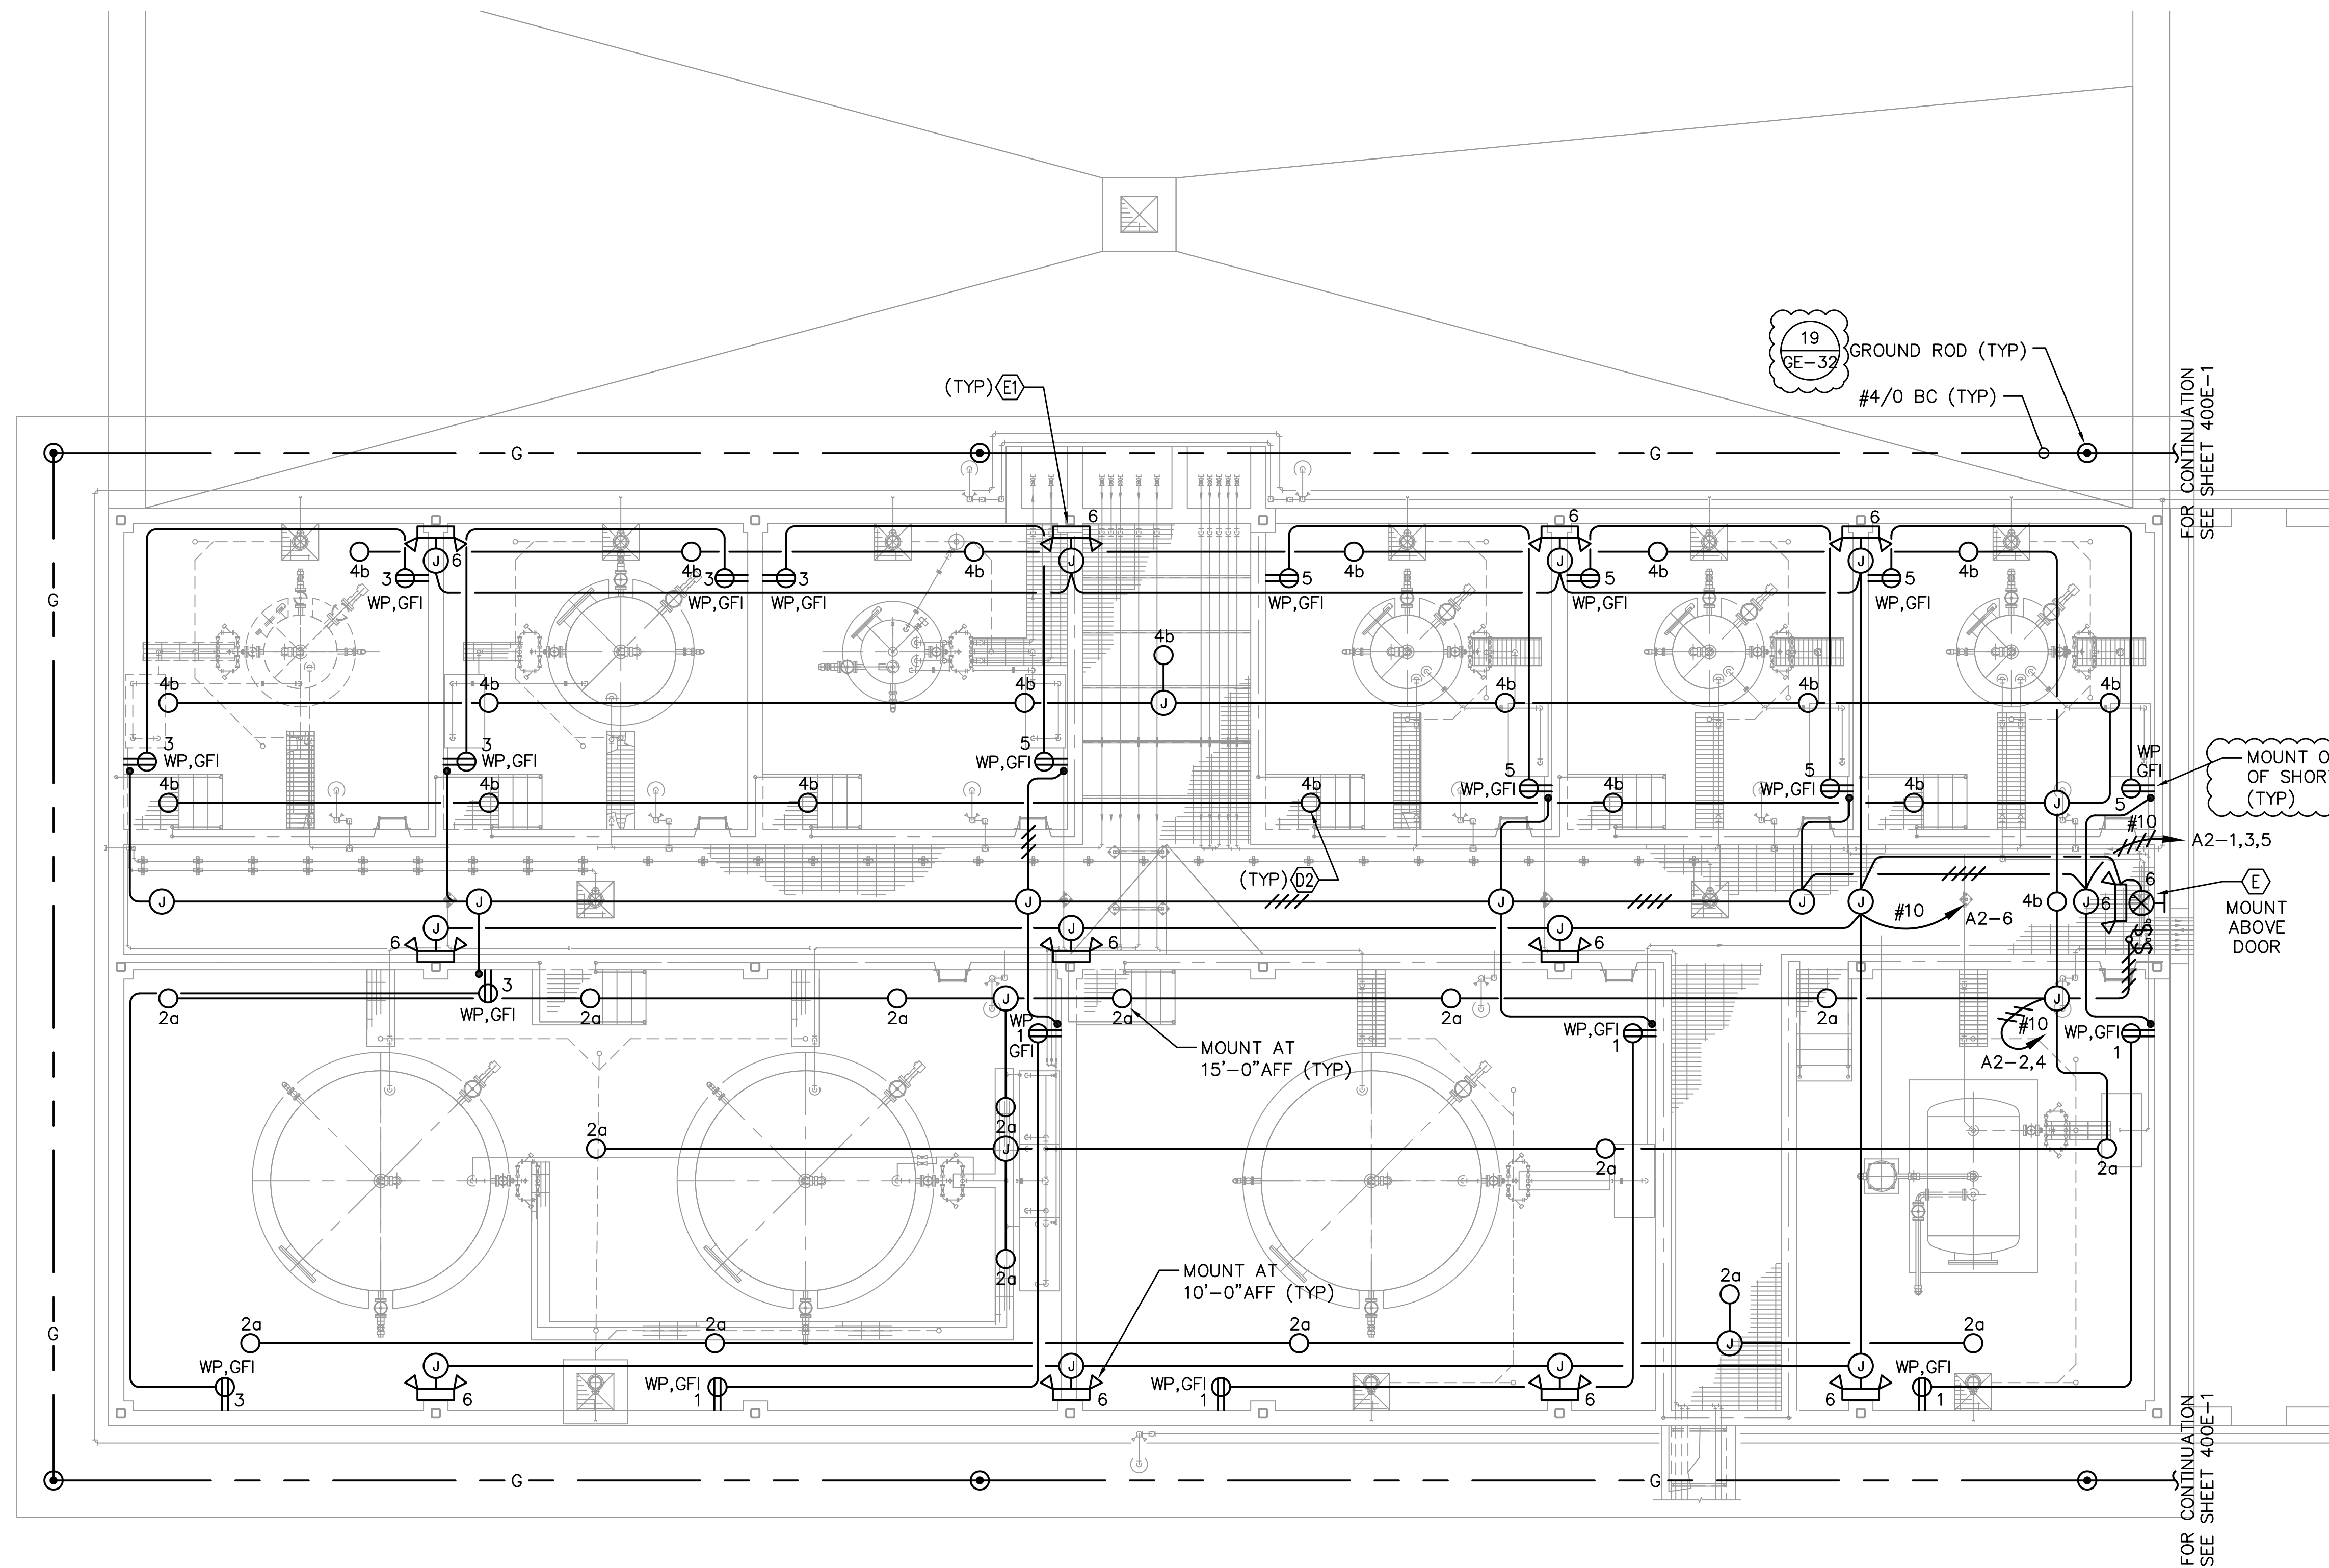 19
GE-32
GROUND ROD (TYP)
#4/0 BC (TYP)
FOR CONTINUATION
SEE SHEET 400E-1
(TYP) E1
G
G
6
6
6
6
J
6
J
J
J
4b
4b
4b
4b
4b
4b
3
WP,GFI
3
WP,GFI
3
WP,GFI
5
WP,GFI
5
WP,GFI
5
WP,GFI
G
4b
J
4b
4b
4b
4b
4b
4b
3
WP,GFI
3
WP,GFI
5
WP,GFI
5
WP,GFI
5
WP,GFI
WP
GFI
5
MOUNT O
OF SHOR
(TYP)
4b
4b
4b
4b
4b
4b
J
#10
A2-1,3,5
(TYP) D2
J
J
J
J
J
J
#10
A2-6
4b
J
6
6
E
MOUNT
ABOVE
DOOR
J
6
J
6
J
6
$a
$b
3
WP,GFI
2a
2a
2a
J
2a
2a
2a
J
WP
1
GFI
WP,GFI
1
#10
A2-2,4
WP,GFI
1
MOUNT AT
15'-0"AFF (TYP)
2a
2a
J
2a
2a
2a
MOUNT AT
10'-0"AFF (TYP)
2a
G
2a
2a
2a
J
WP,GFI
3
J
6
WP,GFI
1
J
6
WP,GFI
1
J
6
J
6
WP,GFI
1
G
G
FOR CONTINUATION
SEE SHEET 400E-1